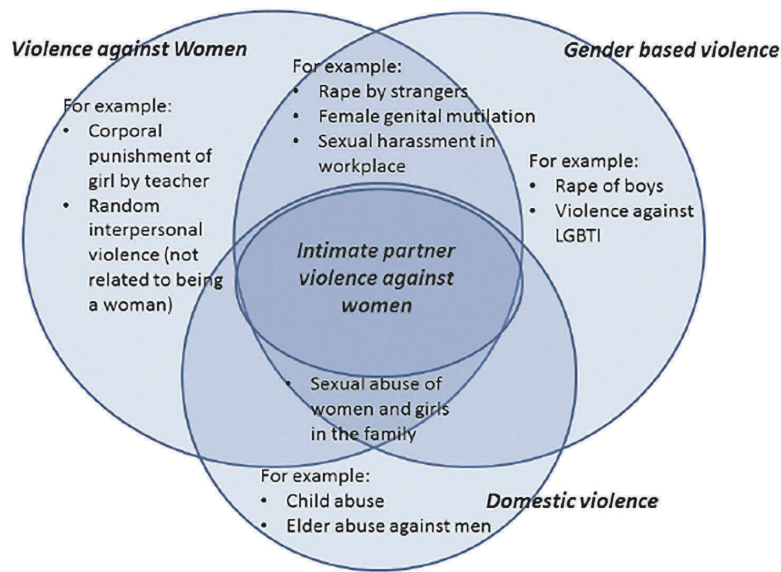 Violence against Women
Gender based violence
For example:
• Rape by strangers
• Female genital mutilation
• Sexual harassment in
workplace
For example:
• Corporal
punishment of
girl by teacher
• Random
interpersonal
violence (not
related to being
a woman)
For example:
• Rape of boys
• Violence against
LGBTI
Intimate partner
violence against
women
• Sexual abuse of
women and girls
in the family
For example:
• Child abuse
• Elder abuse against men
Domestic violence